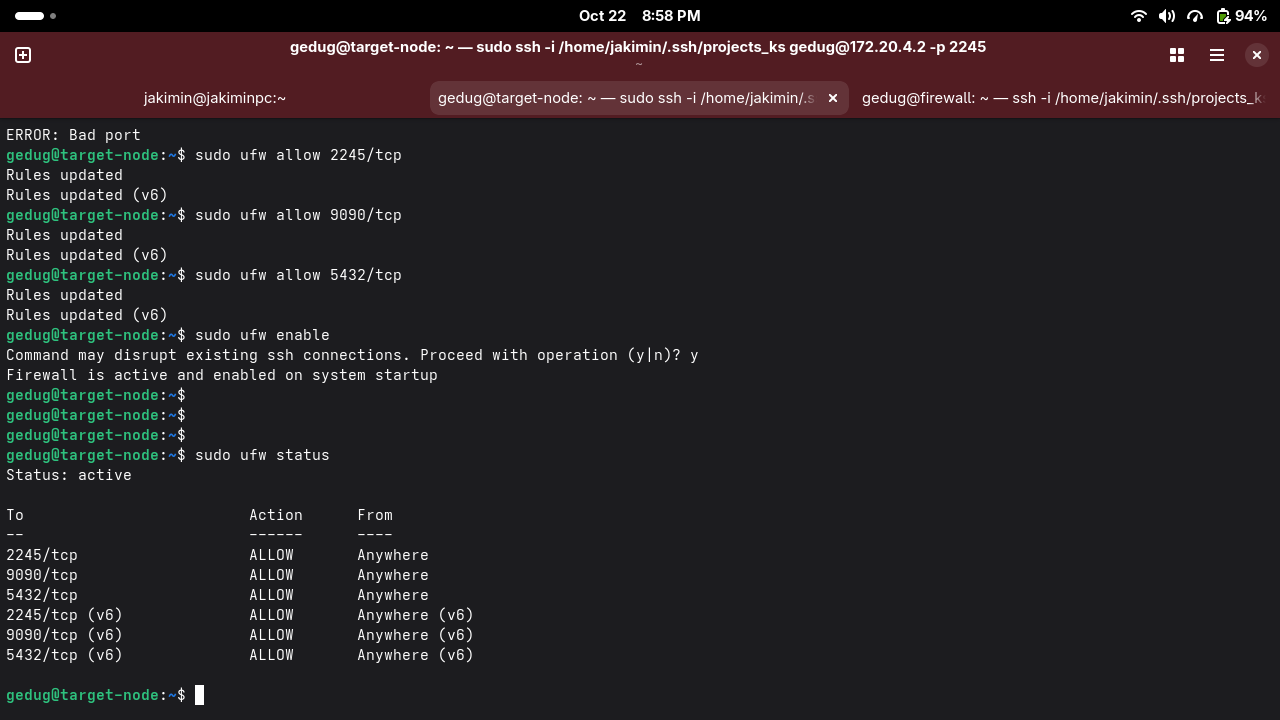 Oct 22 8:58 PM
94%
gedug@target-node: ~ — sudo ssh -i /home/jakimin/.ssh/projects_ks gedug@172.20.4.2 -p 2245
~
jakimin@jakiminpc:~
gedug@target-node: ~ — sudo ssh -i /home/jakimin/.s
gedug@firewall: ~ — ssh -i /home/jakimin/.ssh/projects_k
ERROR: Bad port
gedug@target-node:~$ sudo ufw allow 2245/tcp
Rules updated
Rules updated (v6)
gedug@target-node:~$ sudo ufw allow 9090/tcp
Rules updated
Rules updated (v6)
gedug@target-node:~$ sudo ufw allow 5432/tcp
Rules updated
Rules updated (v6)
gedug@target-node:~$ sudo ufw enable
Command may disrupt existing ssh connections. Proceed with operation (y|n)? y
Firewall is active and enabled on system startup
gedug@target-node:~$
gedug@target-node:~$
gedug@target-node:~$
gedug@target-node:~$ sudo ufw status
Status: active
To Action From
-- ------ ----
2245/tcp ALLOW Anywhere
9090/tcp ALLOW Anywhere
5432/tcp ALLOW Anywhere
2245/tcp (v6) ALLOW Anywhere (v6)
9090/tcp (v6) ALLOW Anywhere (v6)
5432/tcp (v6) ALLOW Anywhere (v6)
gedug@target-node:~$